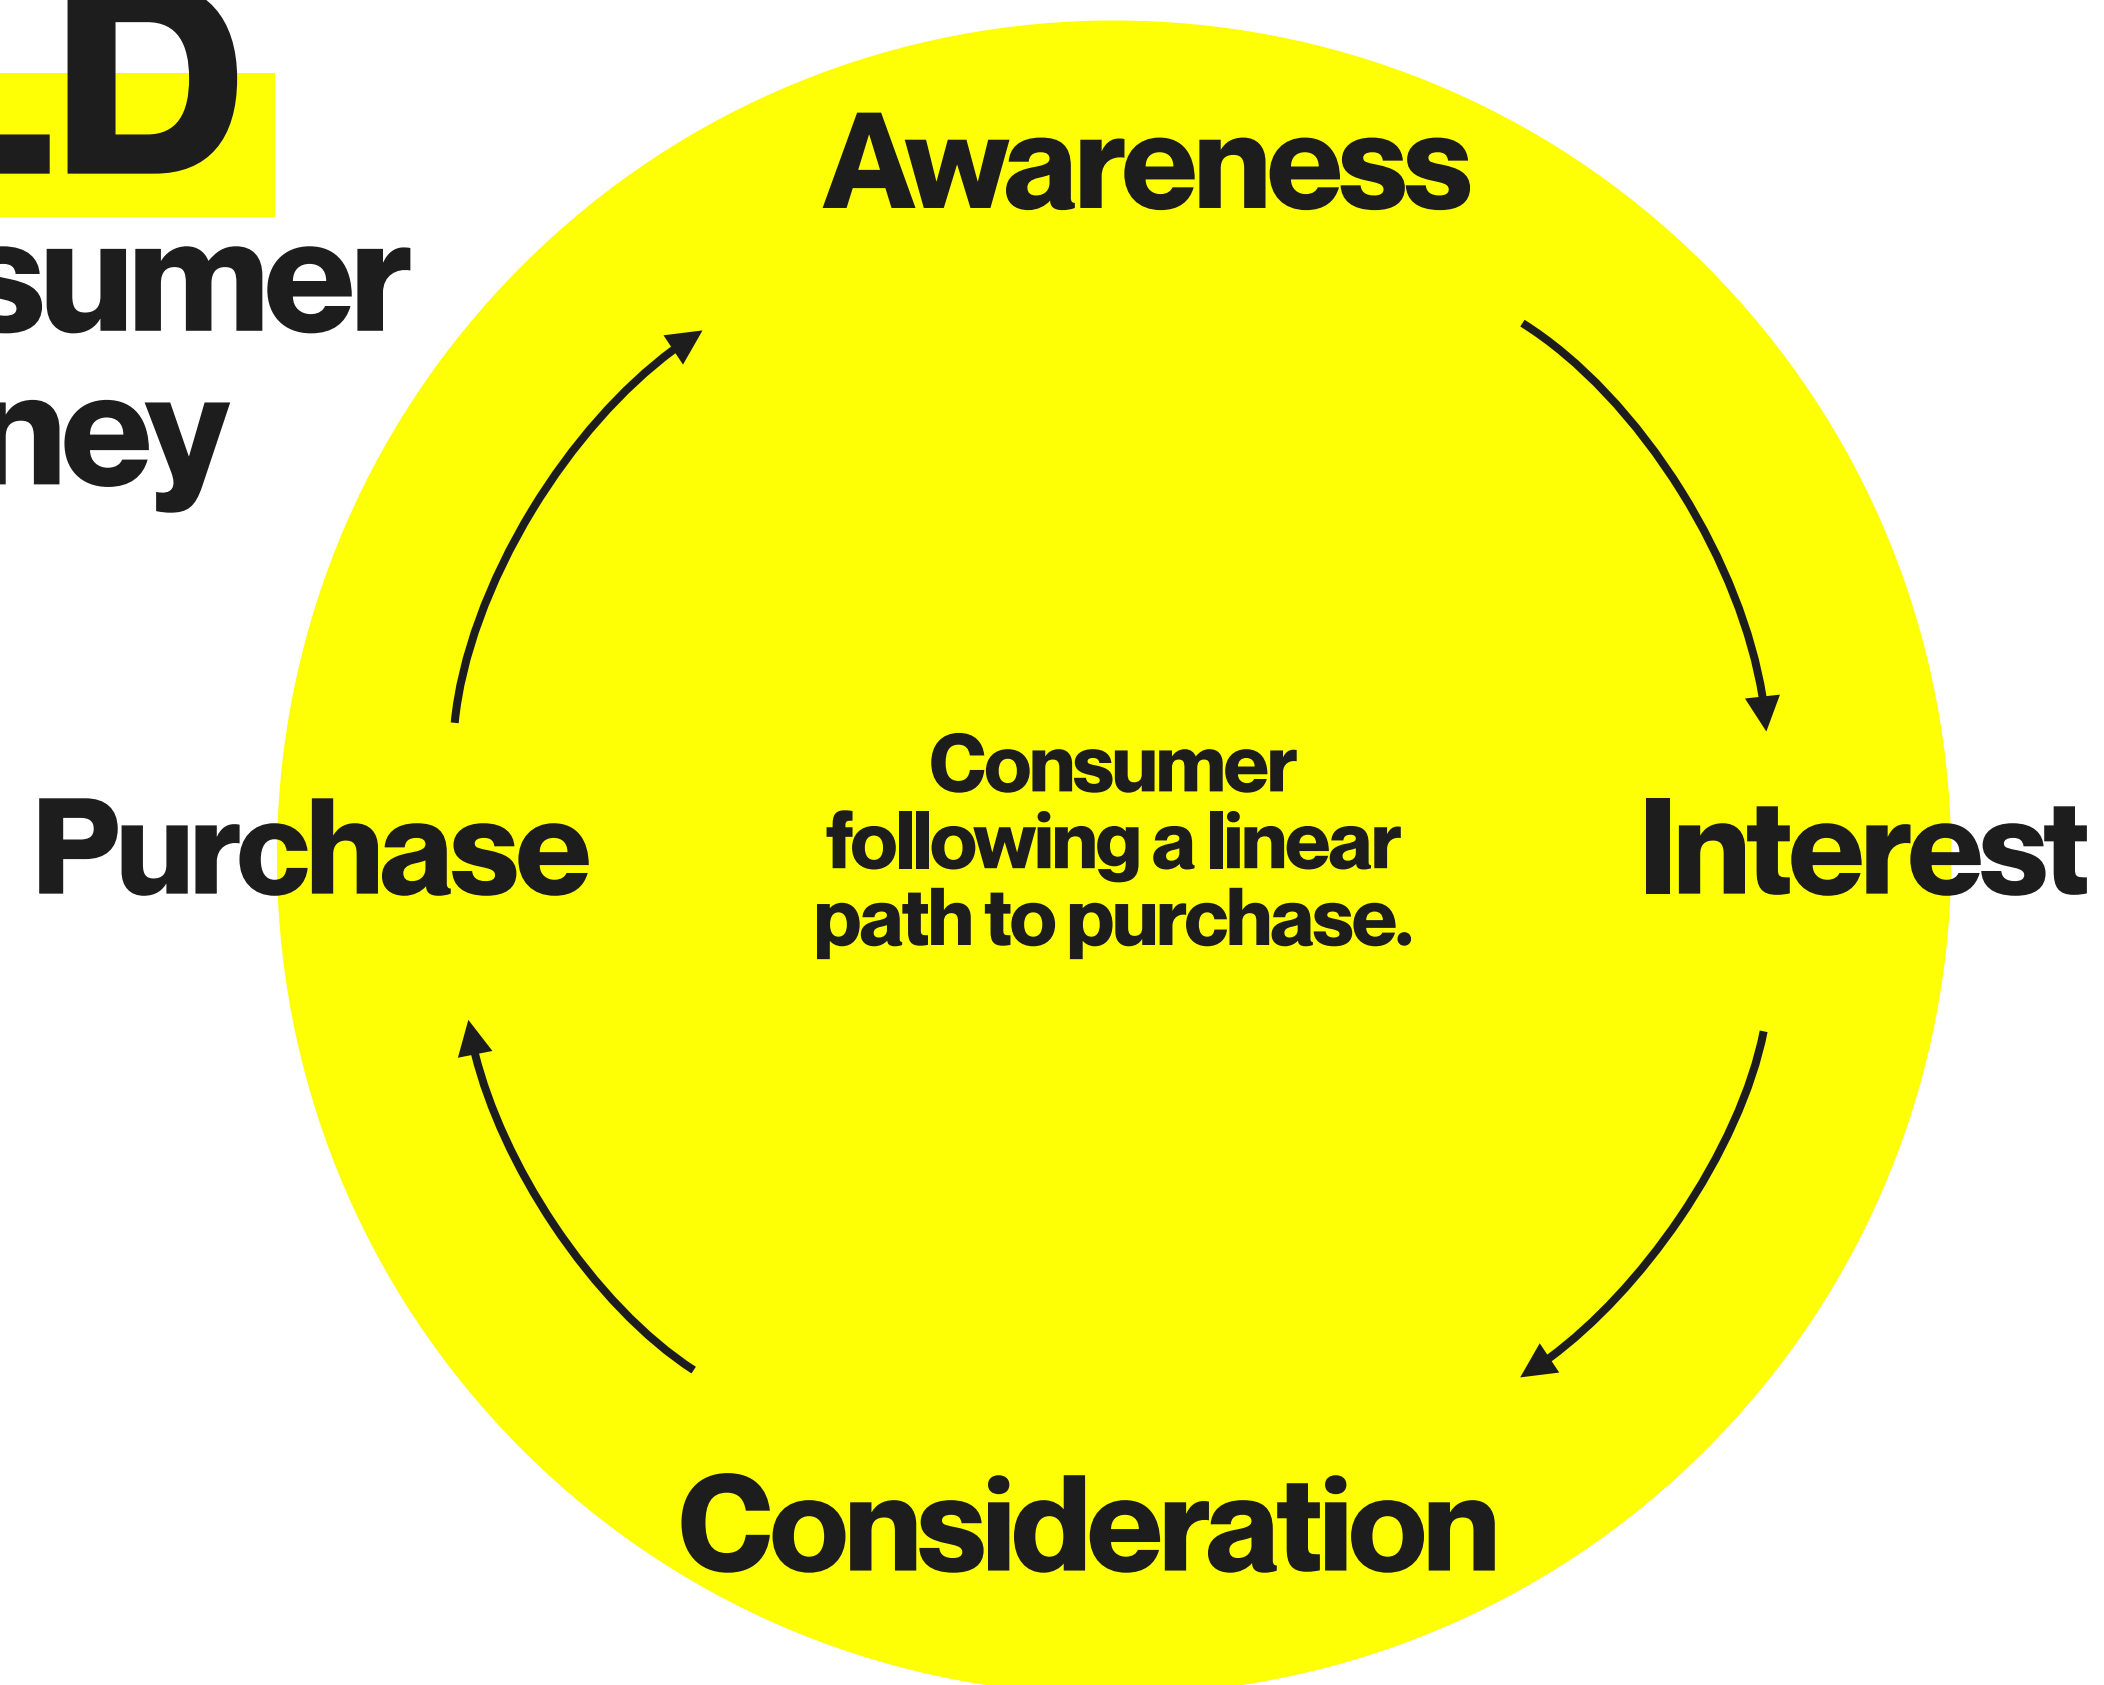 LD
sumer
ney
Awareness
Purchase
Consumer
following a linear
path to purchase.
Interest
Consideration